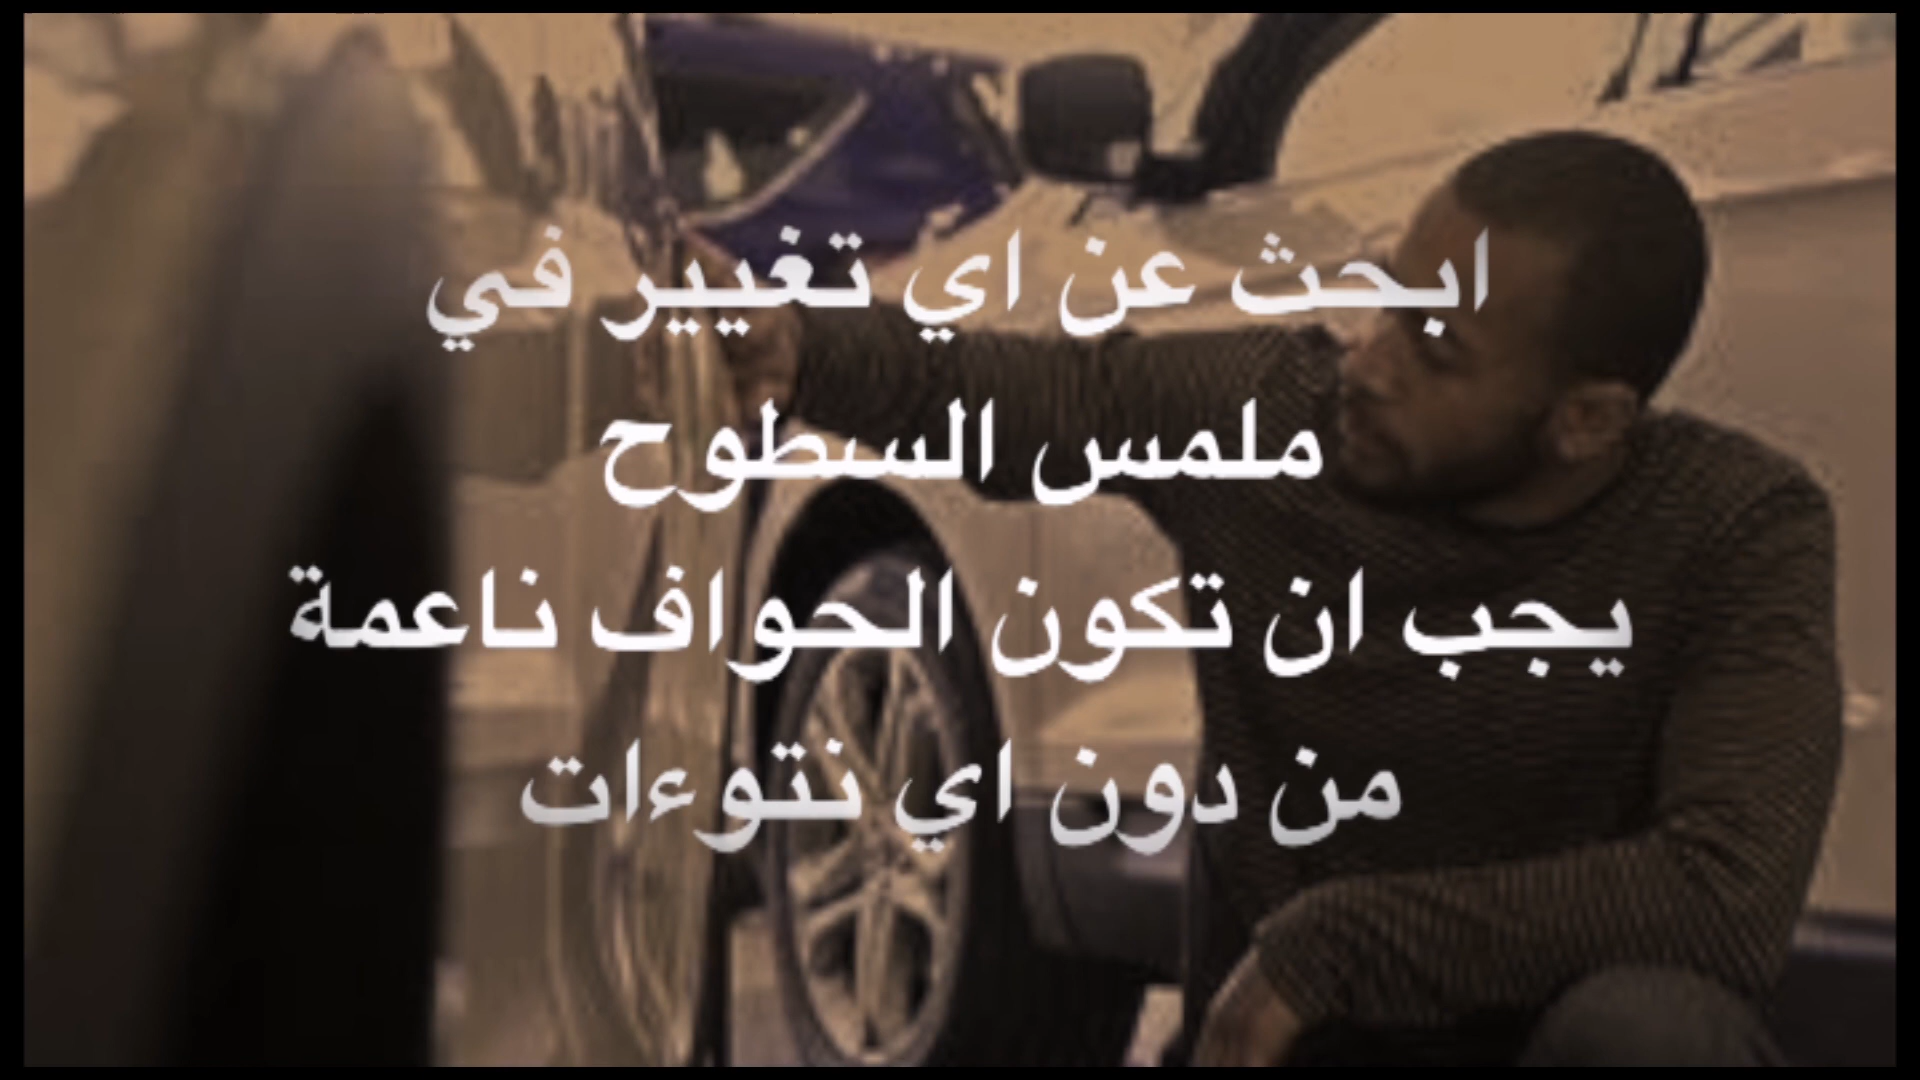 ابحث عن اي تغيير في
ملمس السطوح
يجب ان تكون الحواف ناعمة
من دون اي نتوءات